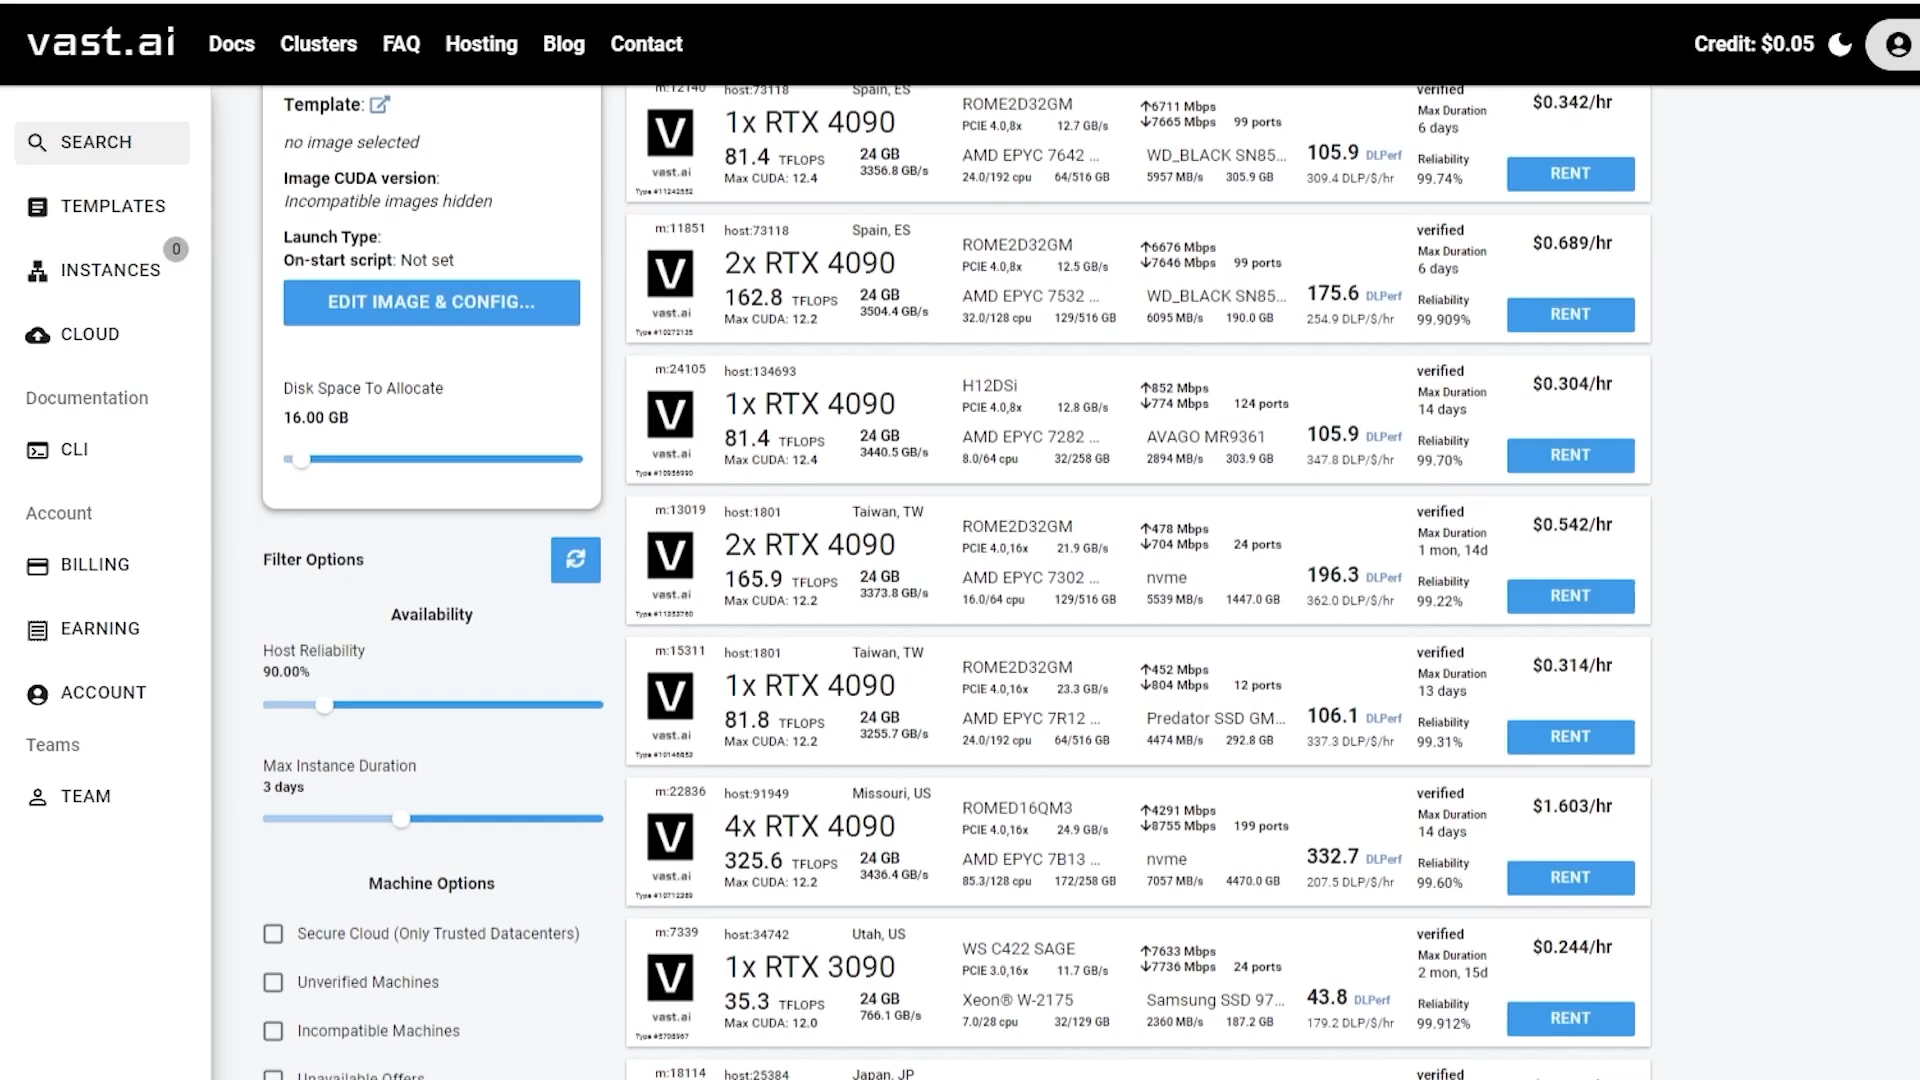 vast.ai Docs Clusters FAQ Hosting Blog Contact Credit: $0.05
SEARCH
TEMPLATES
0
INSTANCES
CLOUD
Documentation
CLI
Account
BILLING
EARNING
ACCOUNT
Teams
TEAM
Template:
no image selected
Image CUDA version:
Incompatible images hidden
Launch Type:
On-start script: Not set
EDIT IMAGE & CONFIG...
Disk Space To Allocate
16.00 GB
Filter Options
Availability
Host Reliability
90.00%
Max Instance Duration
3 days
Machine Options
Secure Cloud (Only Trusted Datacenters)
Unverified Machines
Incompatible Machines
Unavailable Offers
m:12140 host:73118 Spain, ES verified
1x RTX 4090 ROME2D32GM ↑6711 Mbps Max Duration $0.342/hr
PCIE 4.0,8x 12.7 GB/s ↓7665 Mbps 99 ports 6 days
81.4 TFLOPS 24 GB AMD EPYC 7642 ... WD_BLACK SN85... 105.9 DLPerf Reliability
vast.ai Max CUDA: 12.4 3356.8 GB/s 24.0/192 cpu 64/516 GB 5957 MB/s 305.9 GB 309.4 DLP/$/hr 99.74% RENT
Type #11242552
m:11851 host:73118 Spain, ES verified
2x RTX 4090 ROME2D32GM ↑6676 Mbps Max Duration $0.689/hr
PCIE 4.0,8x 12.5 GB/s ↓7646 Mbps 99 ports 6 days
162.8 TFLOPS 24 GB AMD EPYC 7532 ... WD_BLACK SN85... 175.6 DLPerf Reliability
vast.ai Max CUDA: 12.2 3504.4 GB/s 32.0/128 cpu 129/516 GB 6095 MB/s 190.0 GB 254.9 DLP/$/hr 99.909% RENT
Type #10272135
m:24105 host:134693 verified
1x RTX 4090 H12DSi ↑852 Mbps Max Duration $0.304/hr
PCIE 4.0,8x 12.8 GB/s ↓774 Mbps 124 ports 14 days
81.4 TFLOPS 24 GB AMD EPYC 7282 ... AVAGO MR9361 105.9 DLPerf Reliability
vast.ai Max CUDA: 12.4 3440.5 GB/s 8.0/64 cpu 32/258 GB 2894 MB/s 303.9 GB 347.8 DLP/$/hr 99.70% RENT
Type #10956990
m:13019 host:1801 Taiwan, TW verified
2x RTX 4090 ROME2D32GM ↑478 Mbps Max Duration $0.542/hr
PCIE 4.0,16x 21.9 GB/s ↓704 Mbps 24 ports 1 mon, 14d
165.9 TFLOPS 24 GB AMD EPYC 7302 ... nvme 196.3 DLPerf Reliability
vast.ai Max CUDA: 12.2 3373.8 GB/s 16.0/64 cpu 129/516 GB 5539 MB/s 1447.0 GB 362.0 DLP/$/hr 99.22% RENT
Type #11253760
m:15311 host:1801 Taiwan, TW verified
1x RTX 4090 ROME2D32GM ↑452 Mbps Max Duration $0.314/hr
PCIE 4.0,16x 23.3 GB/s ↓804 Mbps 12 ports 13 days
81.8 TFLOPS 24 GB AMD EPYC 7R12 ... Predator SSD GM... 106.1 DLPerf Reliability
vast.ai Max CUDA: 12.2 3255.7 GB/s 24.0/192 cpu 64/516 GB 4474 MB/s 292.8 GB 337.3 DLP/$/hr 99.31% RENT
Type
m:22836 host:91949 Missouri, US verified
4x RTX 4090 ROMED16QM3 ↑4291 Mbps Max Duration $1.603/hr
PCIE 4.0,16x 24.9 GB/s ↓8755 Mbps 199 ports 14 days
325.6 TFLOPS 24 GB AMD EPYC 7B13 ... nvme 332.7 DLPerf Reliability
vast.ai Max CUDA: 12.2 3436.4 GB/s 85.3/128 cpu 172/258 GB 7057 MB/s 4470.0 GB 207.5 DLP/$/hr 99.60% RENT
Type
m:7339 host:34742 Utah, US verified
1x RTX 3090 WS C422 SAGE ↑7633 Mbps Max Duration $0.244/hr
PCIE 3.0,16x 11.7 GB/s ↓7736 Mbps 24 ports 2 mon, 15d
35.3 TFLOPS 24 GB Xeon® W-2175 Samsung SSD 97... 43.8 DLPerf Reliability
vast.ai Max CUDA: 12.0 766.1 GB/s 7.0/28 cpu 32/129 GB 2360 MB/s 187.2 GB 179.2 DLP/$/hr 99.912% RENT
Type
m:18114 host:25384 Japan, JP verified